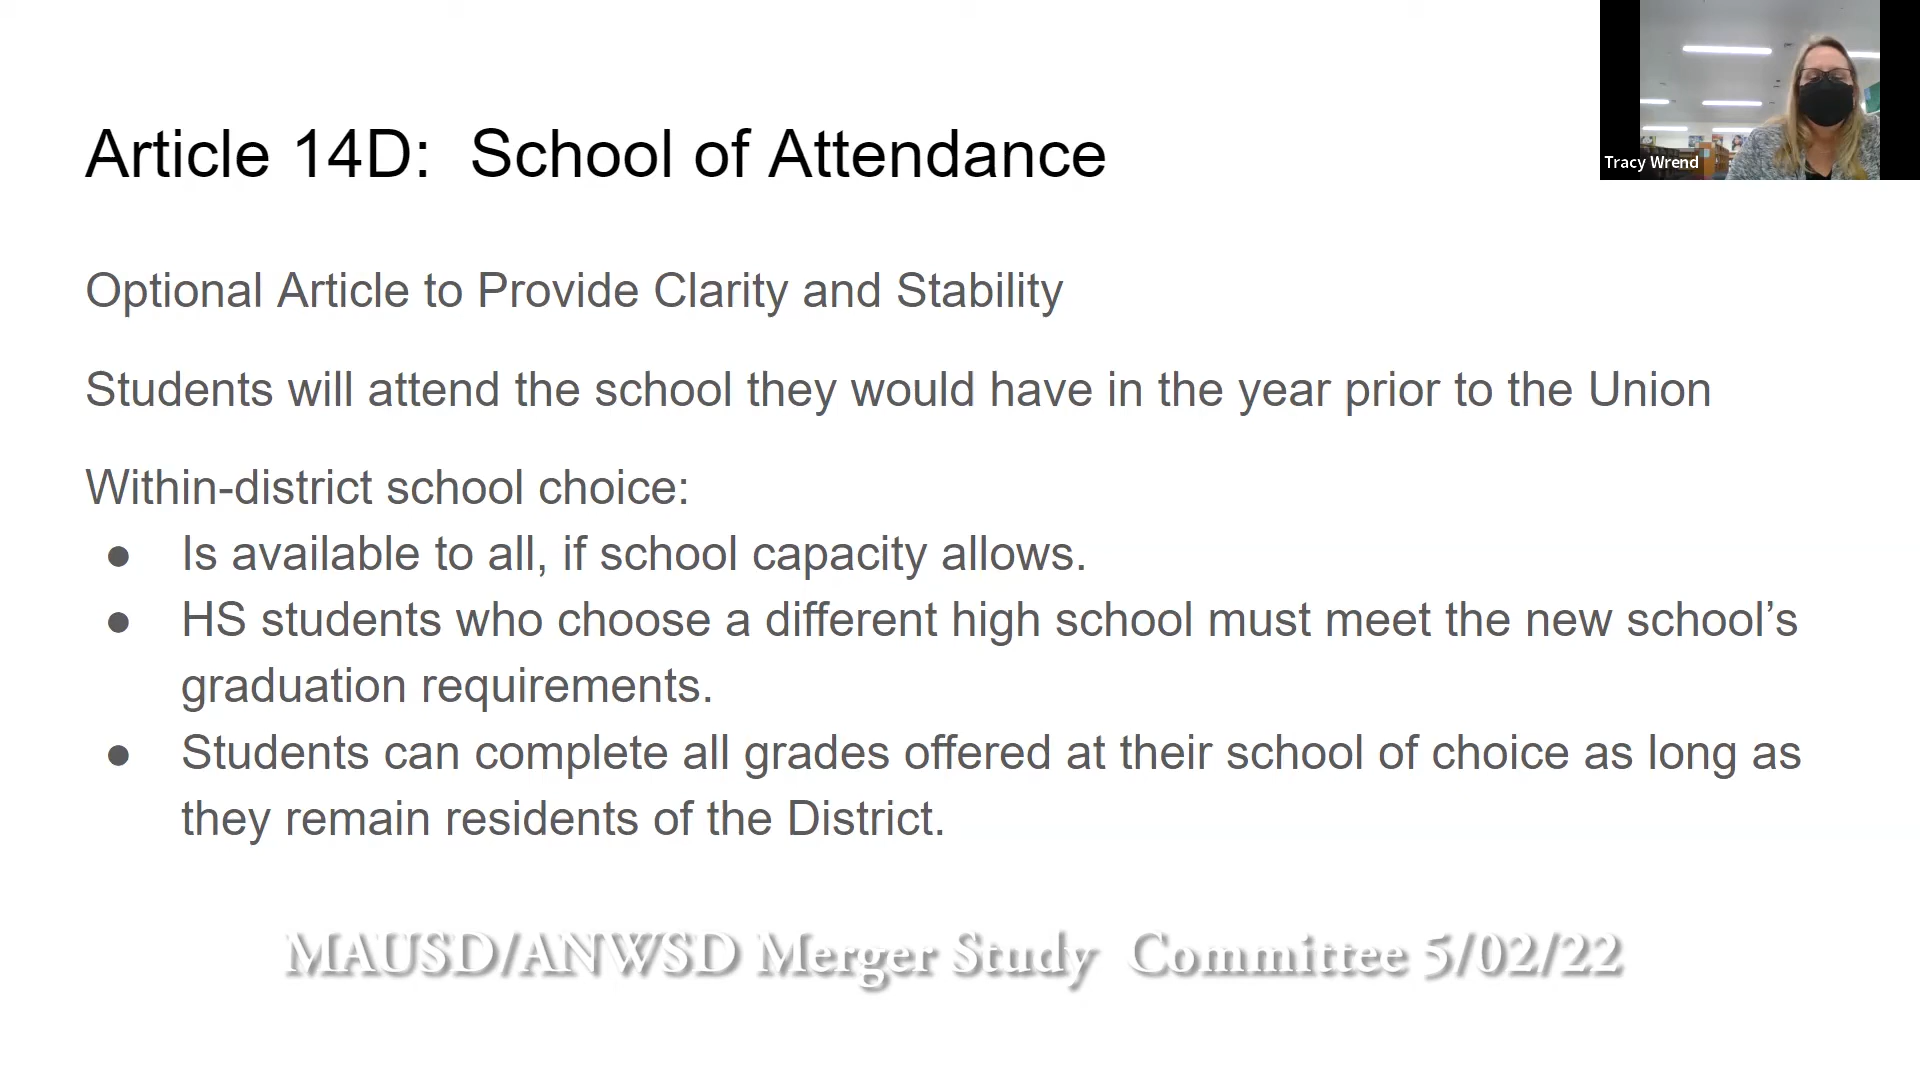 Tracy Wrend
Article 14D: School of Attendance
Optional Article to Provide Clarity and Stability
Students will attend the school they would have in the year prior to the Union
Within-district school choice:
● Is available to all, if school capacity allows.
● HS students who choose a different high school must meet the new school’s
graduation requirements.
● Students can complete all grades offered at their school of choice as long as
they remain residents of the District.
MAUSD/ANWSD Merger Study Committee 5/02/22